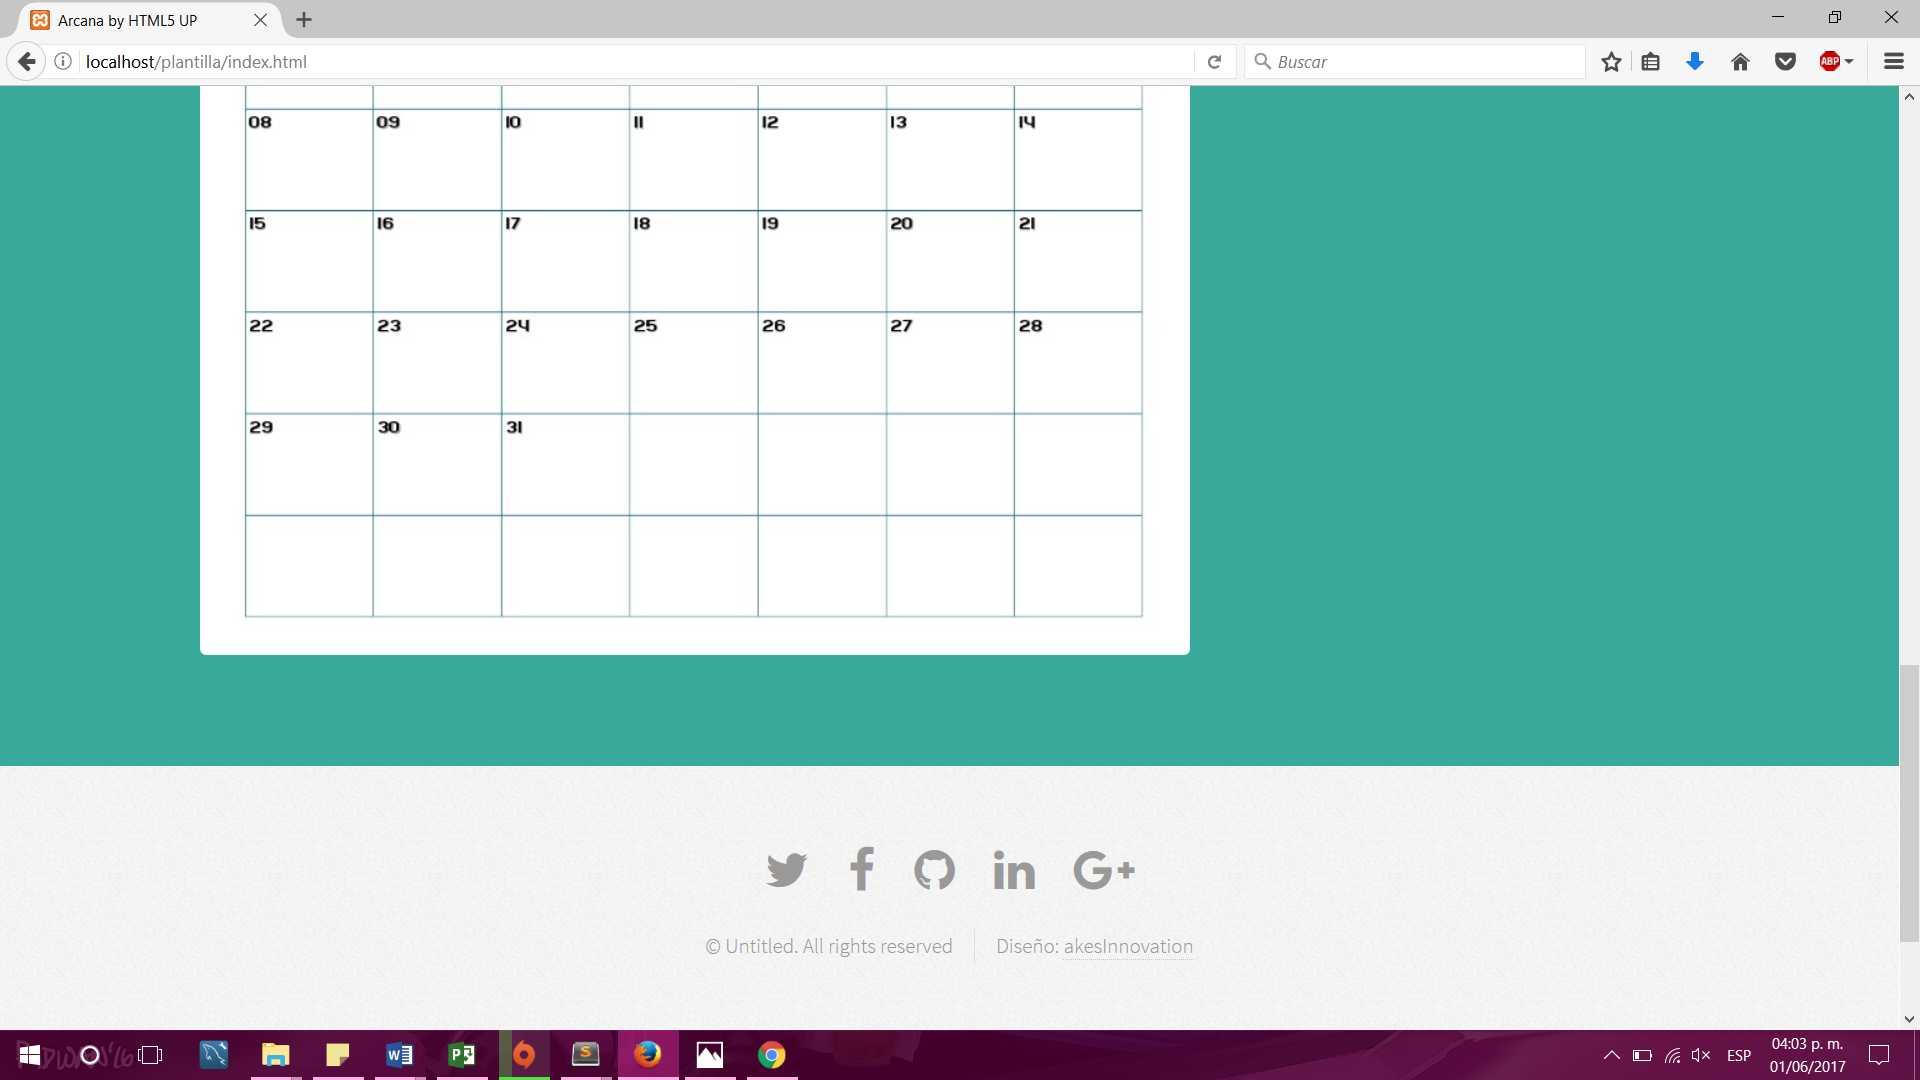 Arcana by HTML5 UP
localhost/plantilla/index.html
Buscar
ABP
08 09 10 11 12 13 14
15 16 17 18 19 20 21
22 23 24 25 26 27 28
29 30 31
G+
© Untitled. All rights reserved
Diseño: akesInnovation
ESP
04:03 p. m.
01/06/2017